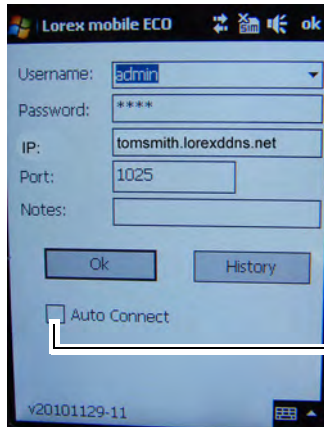 Lorex mobile ECO ok
Username: admin
Password: ****
IP: tomsmith.lorexddns.net
Port: 1025
Notes:
Ok History
Auto Connect
v20101129-11